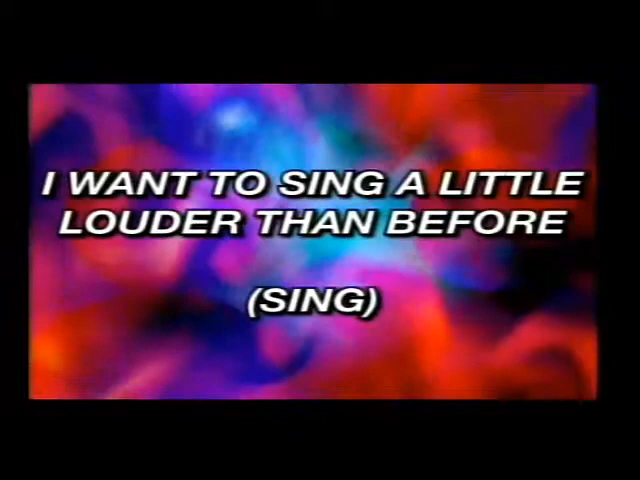 I WANT TO SING A LITTLE
LOUDER THAN BEFORE
(SING)